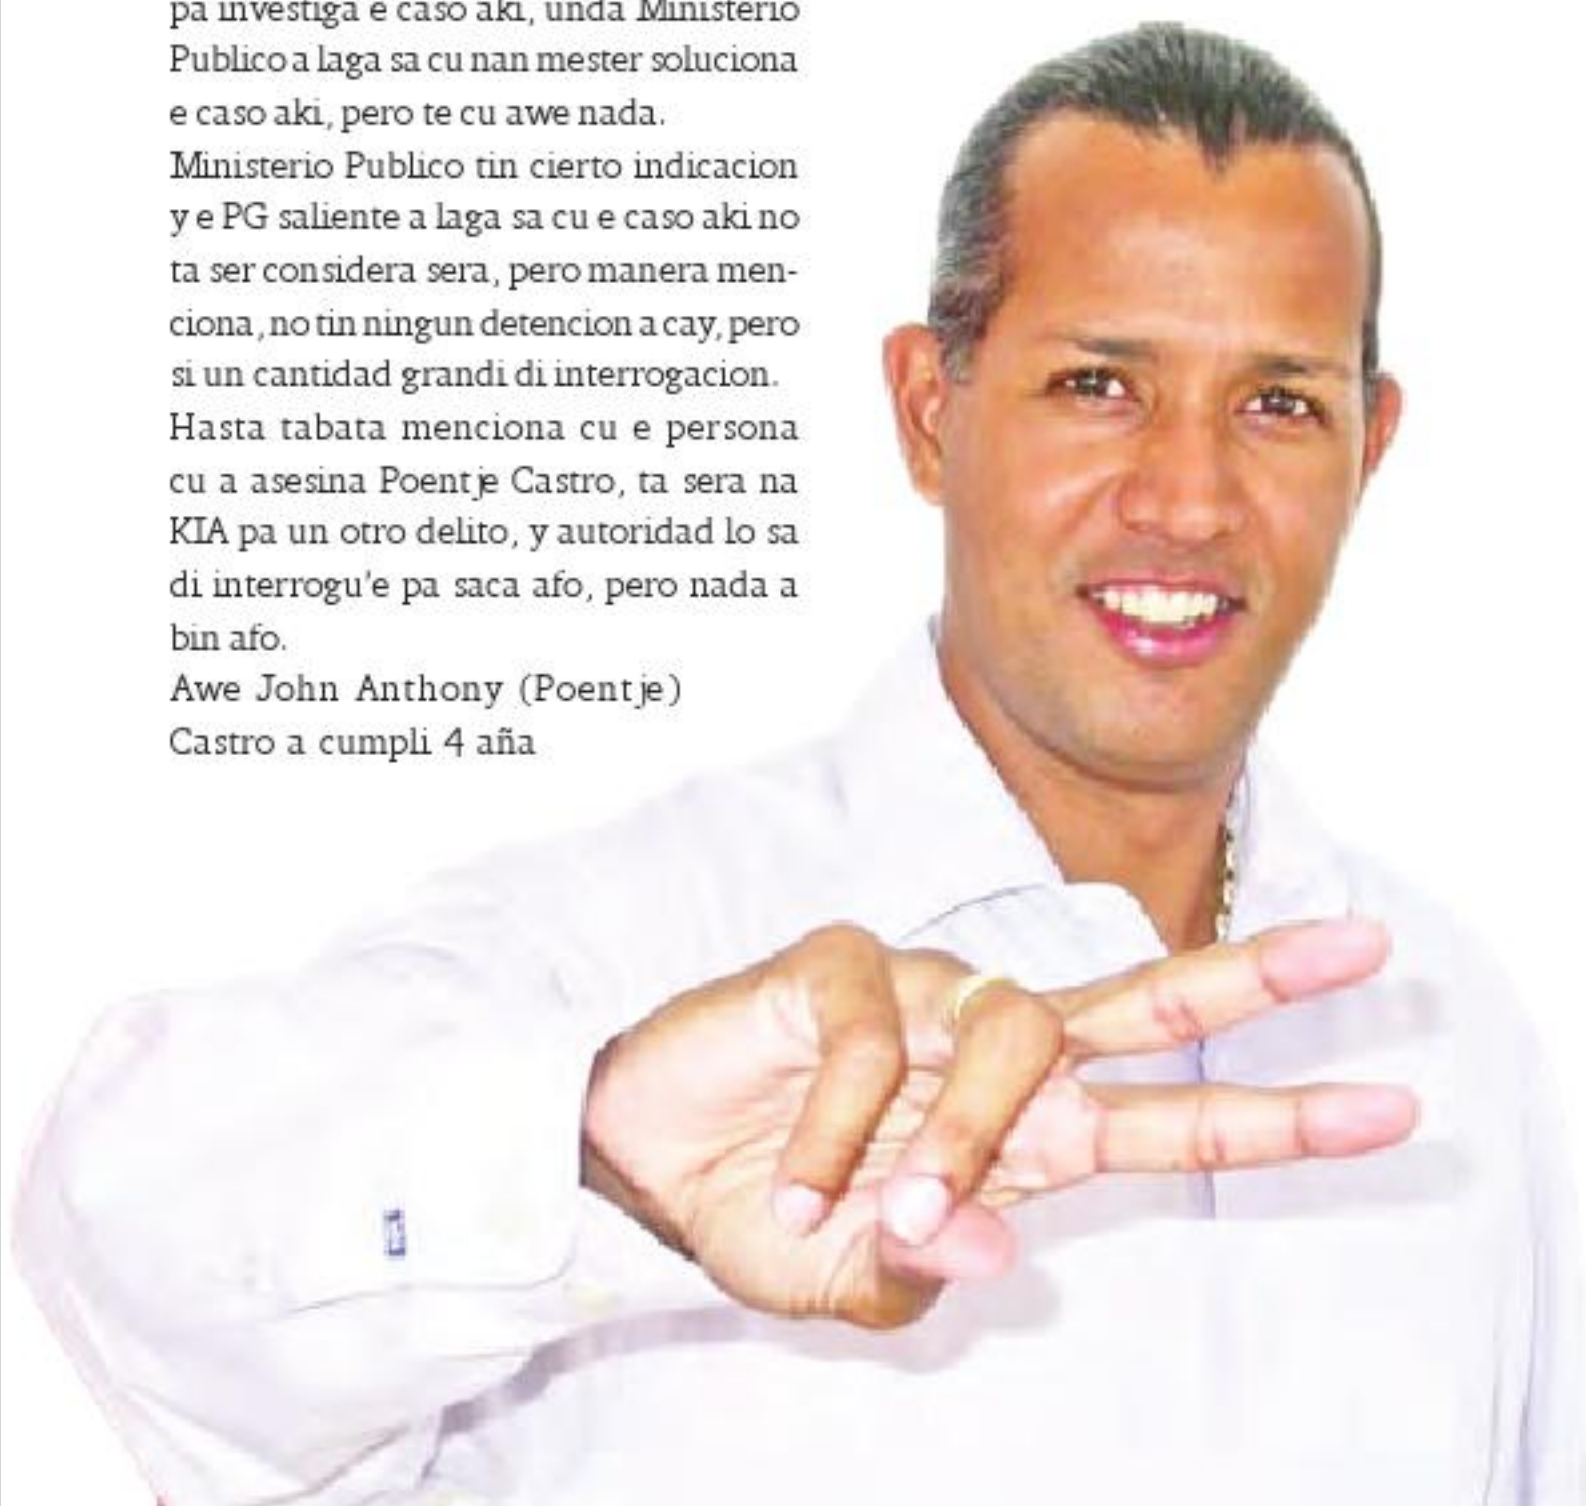 pa investiga e caso aki, unda Ministerio
Publico a laga sa cu nan mester soluciona
e caso aki, pero te cu awe nada.
Ministerio Publico tin cierto indicacion
y e PG saliente a laga sa cu e caso aki no
ta ser considera sera, pero manera men-
ciona, no tin ningun detencion a cay, pero
si un cantidad grandi di interrogacion.
Hasta tabata menciona cu e persona
cu a asesina Poentje Castro, ta sera na
KIA pa un otro delito, y autoridad lo sa
di interrogu'e pa saca afo, pero nada a
bin afo.
Awe John Anthony (Poentje)
Castro a cumpli 4 aña